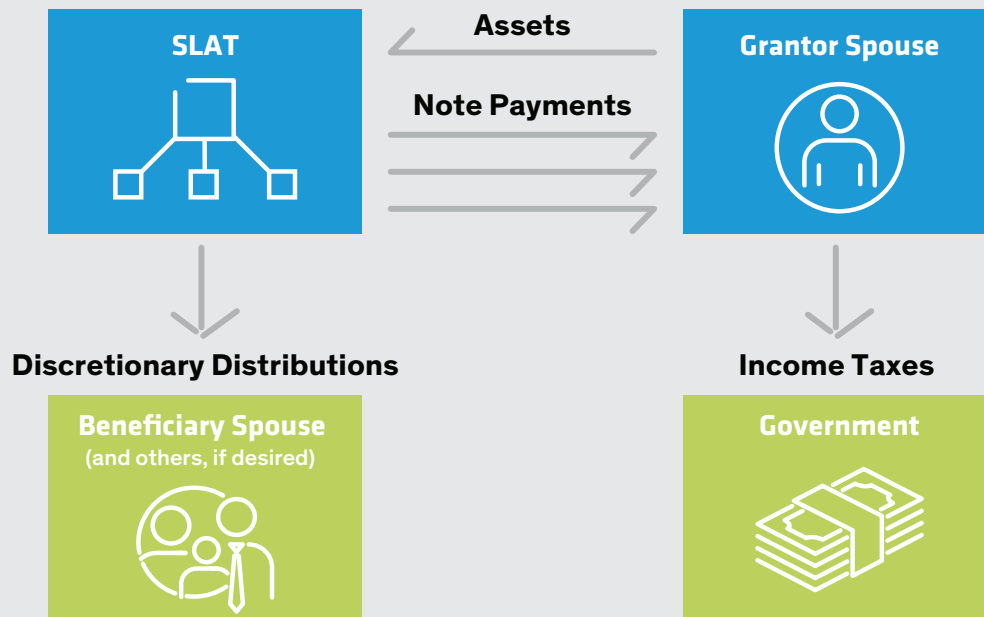 SLAT
Assets
Grantor Spouse
Note Payments
Discretionary Distributions
Income Taxes
Beneficiary Spouse
(and others, if desired)
Government